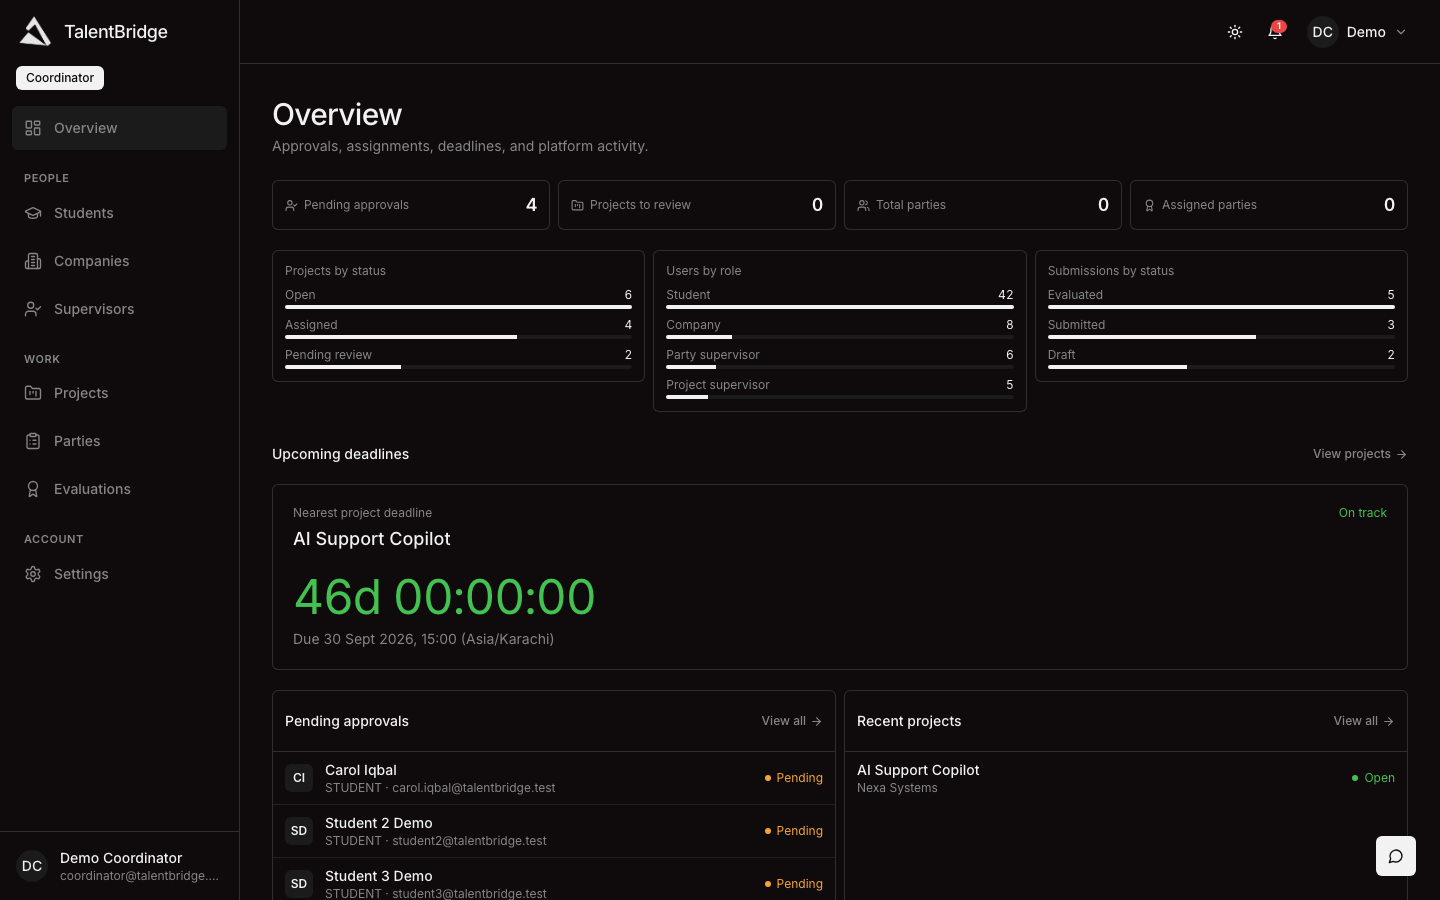 TalentBridge
Coordinator
Overview
PEOPLE
Students
Companies
Supervisors
WORK
Projects
Parties
Evaluations
ACCOUNT
Settings
DC
Demo Coordinator
coordinator@talentbridge....
1
DC Demo
Overview
Approvals, assignments, deadlines, and platform activity.
Pending approvals 4
Projects to review 0
Total parties 0
Assigned parties 0
Projects by status
Open 6
Assigned 4
Pending review 2
Users by role
Student 42
Company 8
Party supervisor 6
Project supervisor 5
Submissions by status
Evaluated 5
Submitted 3
Draft 2
Upcoming deadlines View projects →
Nearest project deadline On track
AI Support Copilot
46d 00:00:00
Due 30 Sept 2026, 15:00 (Asia/Karachi)
Pending approvals View all →
CI
Carol Iqbal
STUDENT · carol.iqbal@talentbridge.test
Pending
SD
Student 2 Demo
STUDENT · student2@talentbridge.test
Pending
SD
Student 3 Demo
STUDENT · student3@talentbridge.test
Pending
Recent projects View all →
AI Support Copilot
Nexa Systems
Open